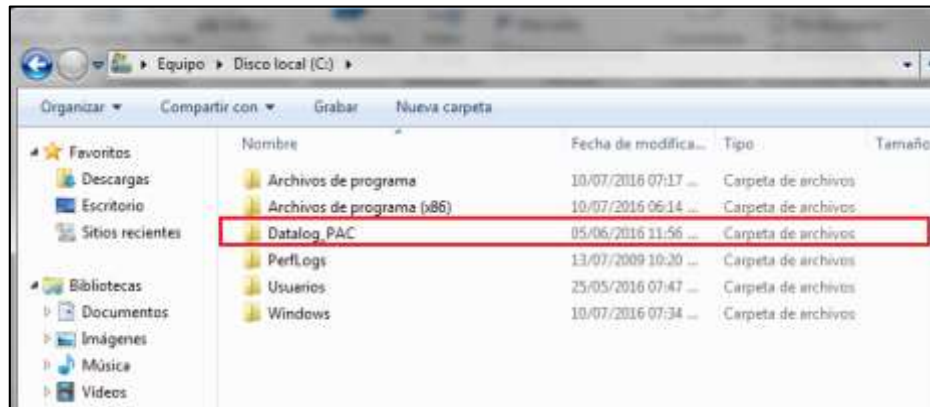 Equipo ▸ Disco local (C:) ▸
Organizar Compartir con Grabar Nueva carpeta
Nombre Fecha de modifica... Tipo Tamaño
Favoritos
Descargas
Escritorio
Sitios recientes
Bibliotecas
Documentos
Imágenes
Música
Vídeos
Archivos de programa 10/07/2016 07:17 ... Carpeta de archivos
Archivos de programa (x86) 10/07/2016 06:14 ... Carpeta de archivos
Datalog_PAC 05/06/2016 11:56 ... Carpeta de archivos
PerfLogs 13/07/2009 10:20 ... Carpeta de archivos
Usuarios 25/05/2016 07:47 ... Carpeta de archivos
Windows 10/07/2016 07:34 ... Carpeta de archivos